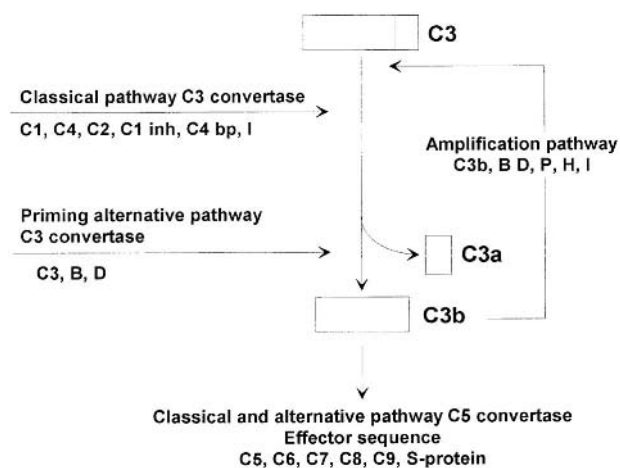 C3
Classical pathway C3 convertase
C1, C4, C2, C1 inh, C4 bp, I
Amplification pathway
C3b, B D, P, H, I
Priming alternative pathway
C3 convertase
C3, B, D
C3a
C3b
Classical and alternative pathway C5 convertase
Effector sequence
C5, C6, C7, C8, C9, S-protein